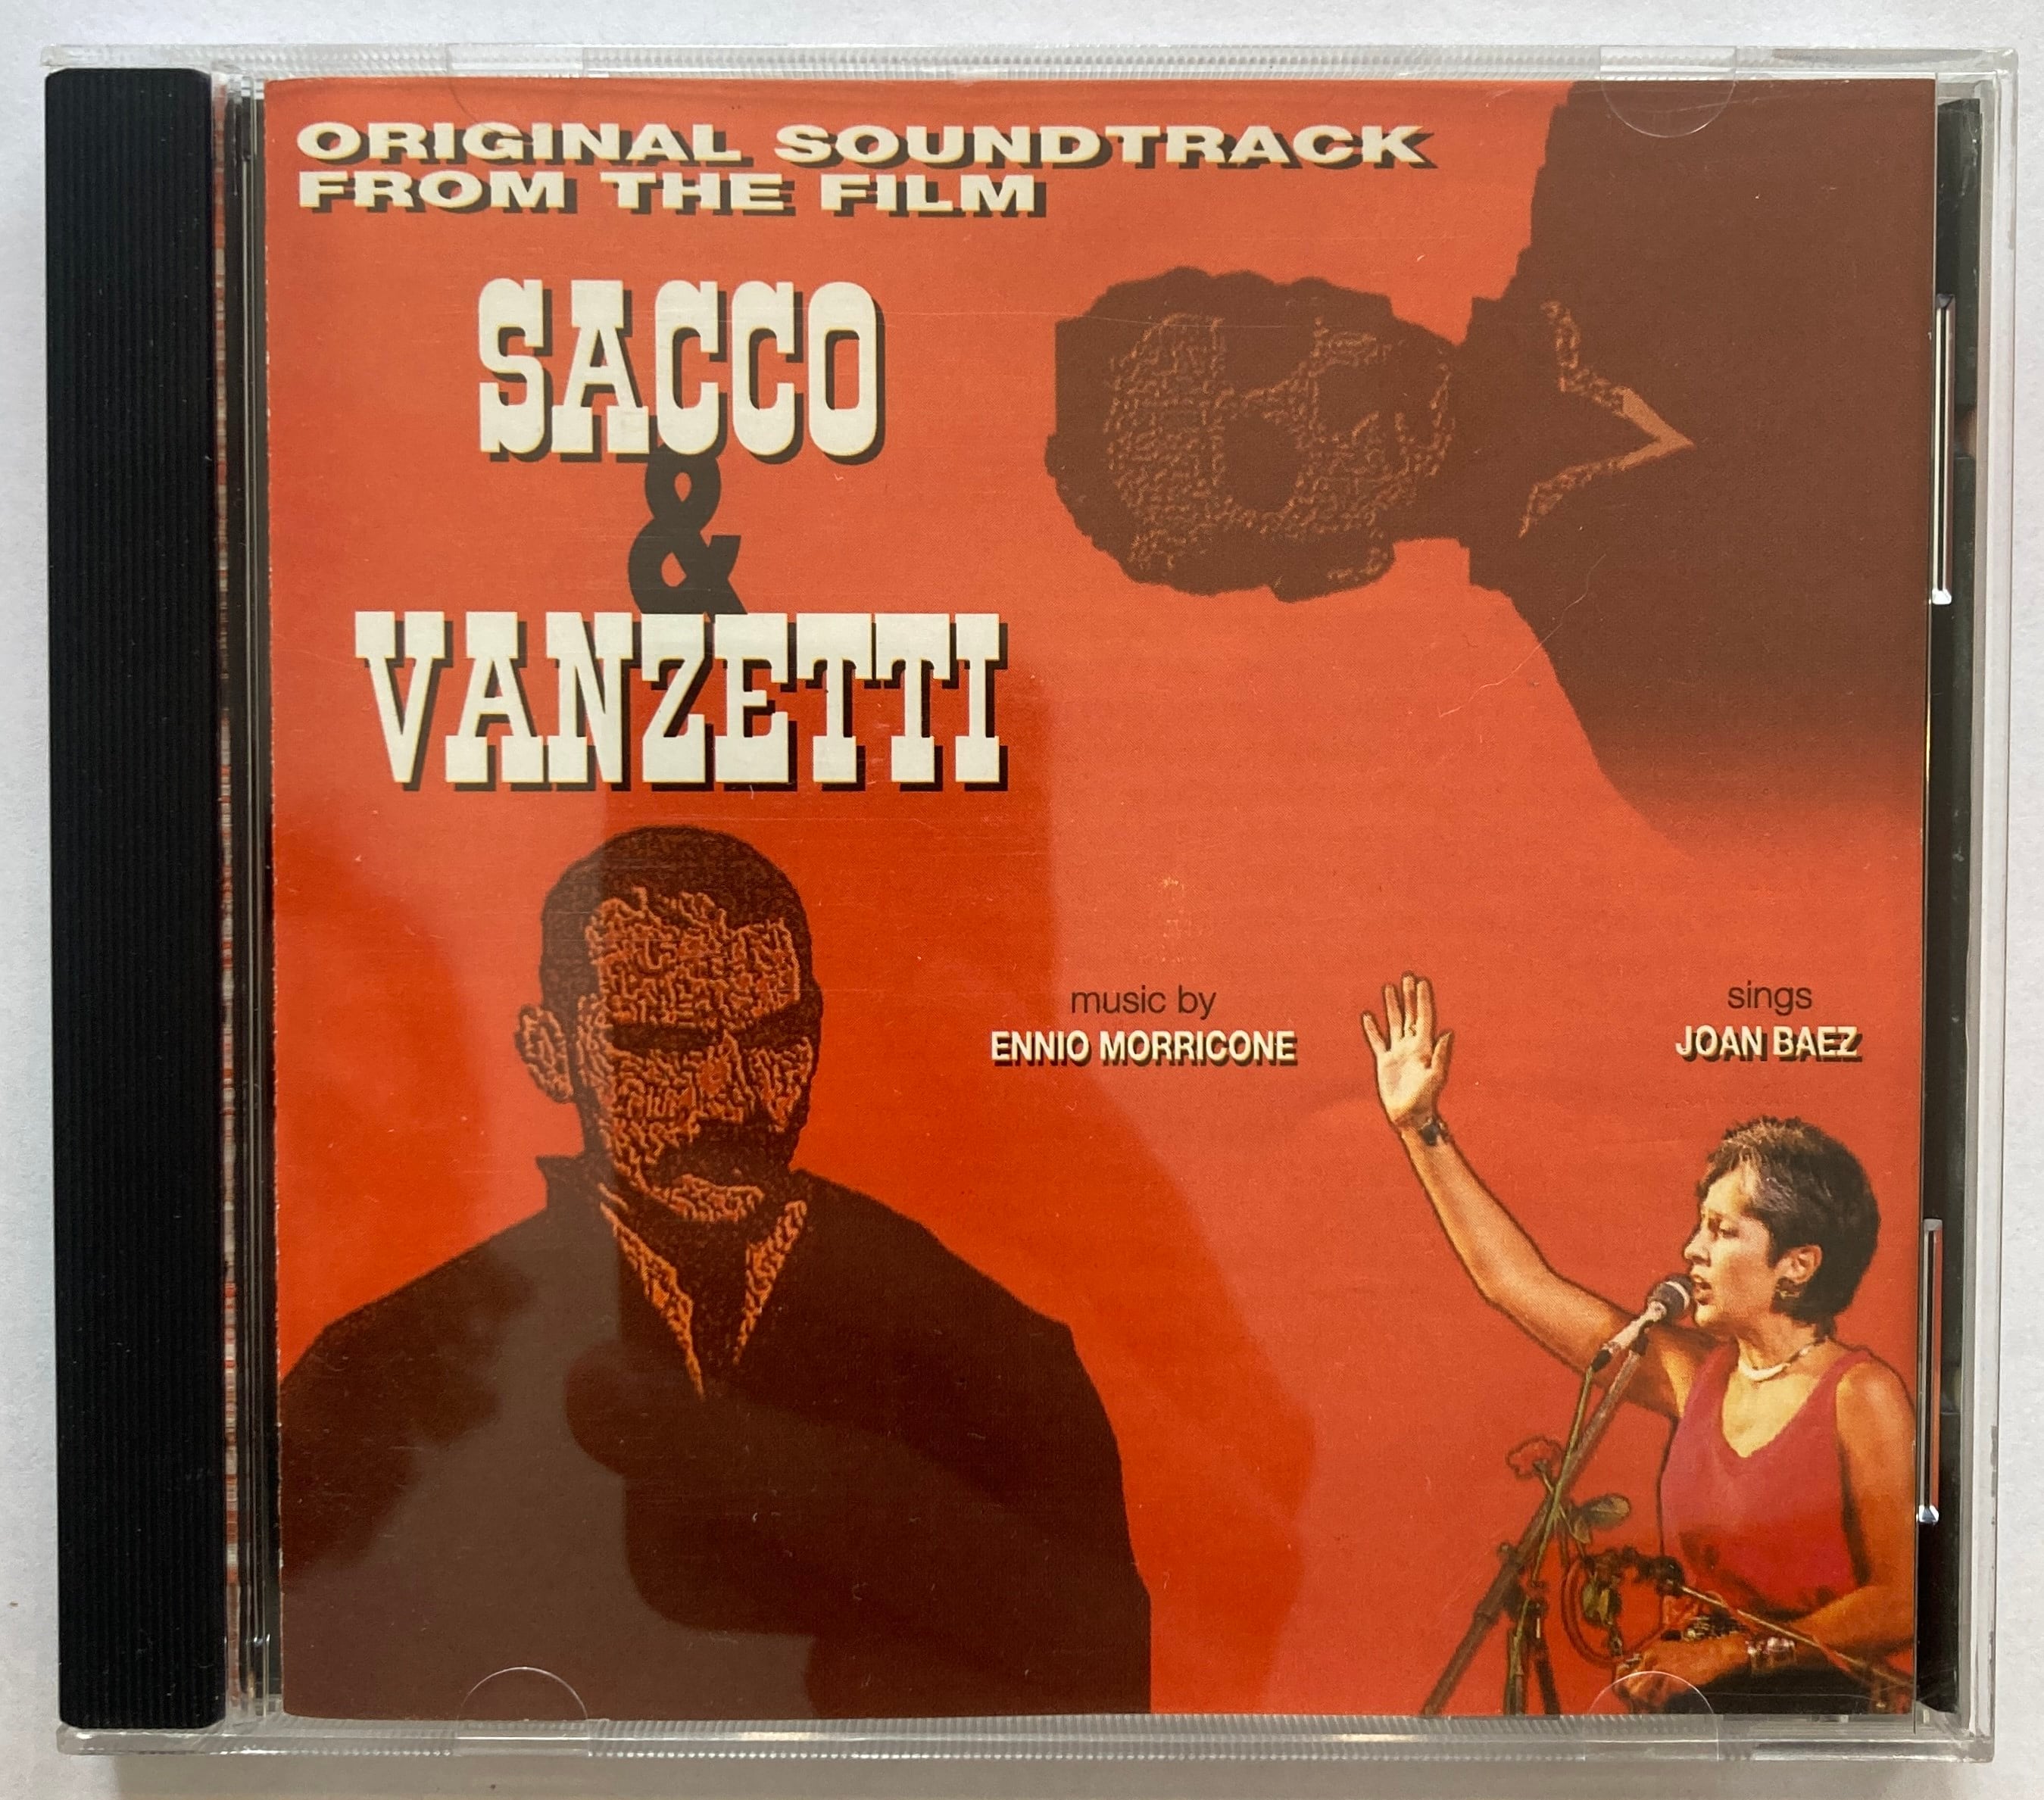 ORIGINAL SOUNDTRACK
FROM THE FILM
SACCO
&
VANZETTI
music by
ENNIO MORRICONE
sings
JOAN BAEZ